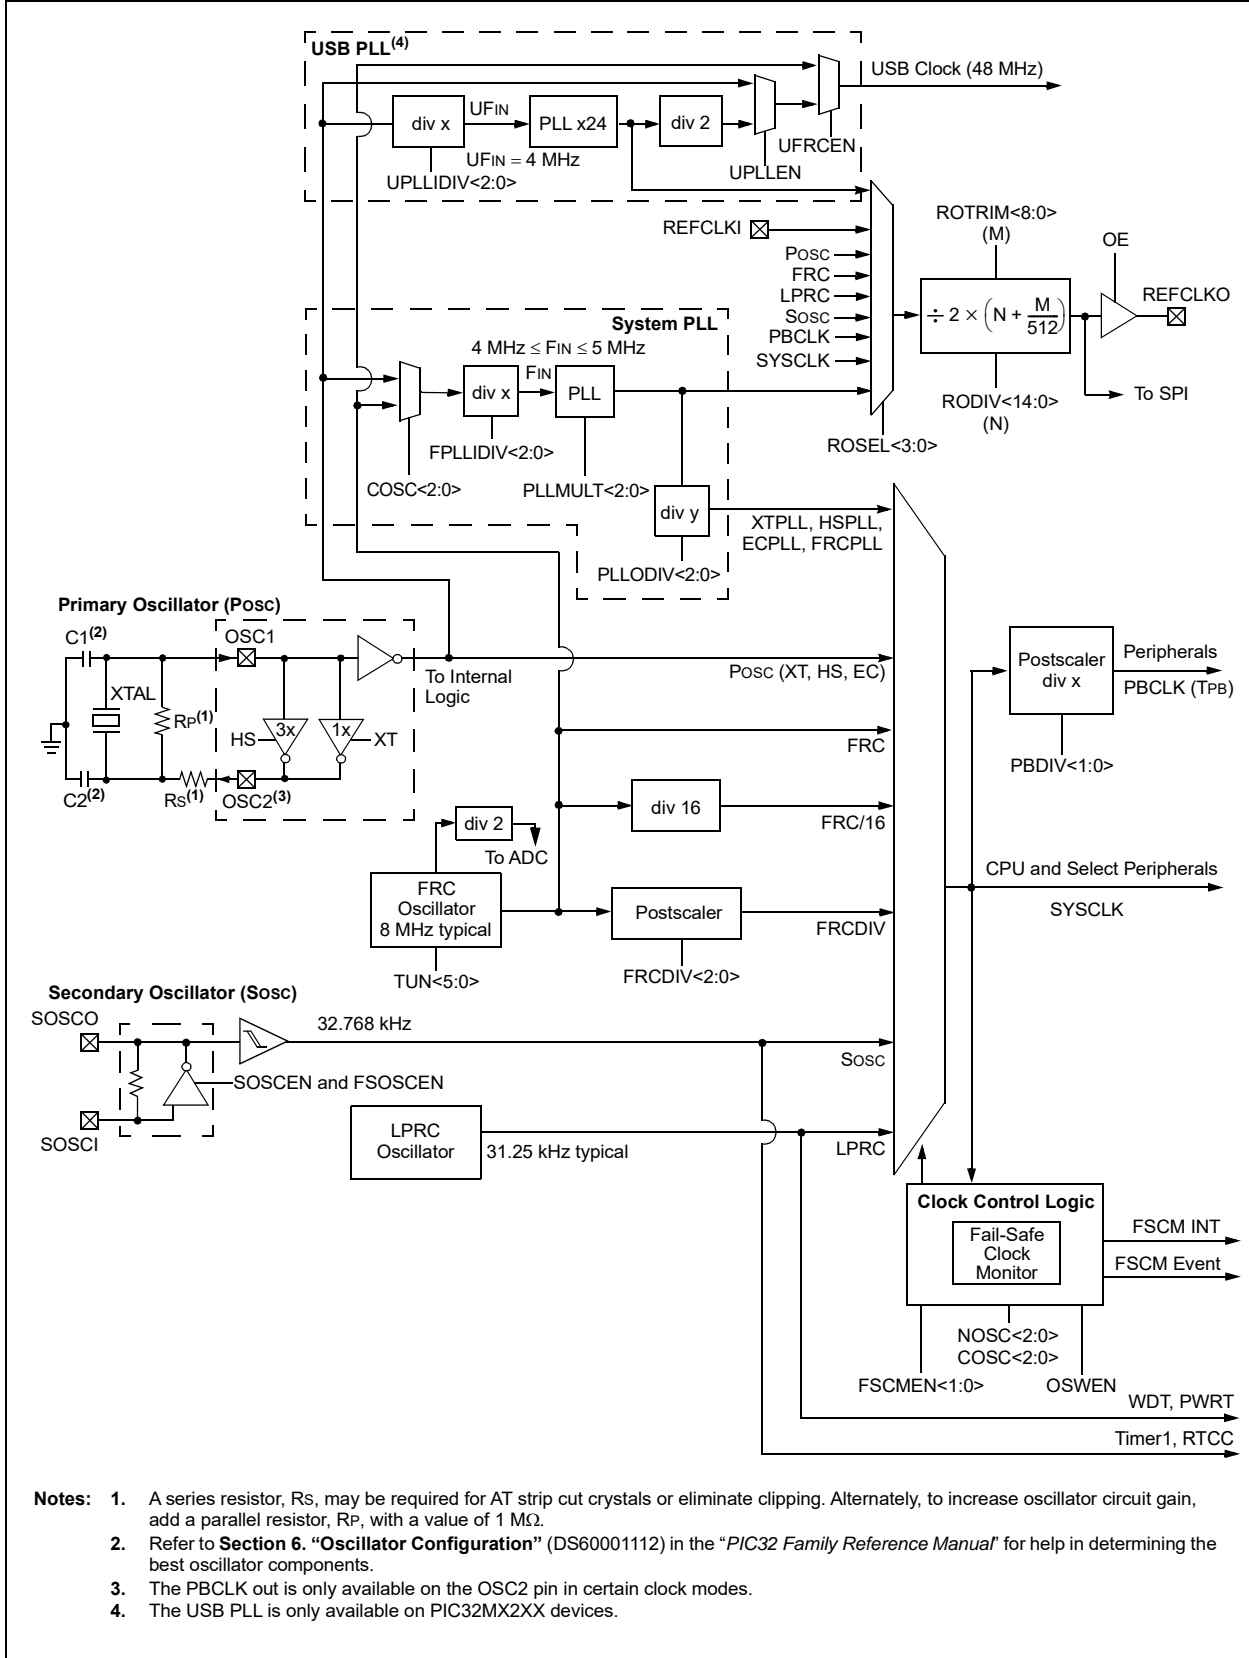 USB PLL(4)
USB Clock (48 MHz)
div x
UFIN
PLL x24
div 2
UFIN = 4 MHz
UFRCEN
UPLLEN
UPLLIDIV<2:0>
REFCLKI
POSC
FRC
LPRC
SOSC
PBCLK
SYSCLK
ROTRIM<8:0>
(M)
OE
REFCLKO
÷ 2 × (N + M/512)
To SPI
RODIV<14:0>
(N)
ROSEL<3:0>
System PLL
4 MHz ≤ FIN ≤ 5 MHz
FIN
div x
PLL
FPLLIDIV<2:0>
COSC<2:0>
PLLMULT<2:0>
div y
XTPLL, HSPLL,
ECPLL, FRCPLL
PLLODIV<2:0>
Primary Oscillator (POSC)
C1(2)
OSC1
XTAL
RP(1)
HS
3x
1x
XT
To Internal
Logic
C2(2)
RS(1)
OSC2(3)
POSC (XT, HS, EC)
Postscaler
div x
Peripherals
PBCLK (TPB)
PBDIV<1:0>
FRC
div 16
FRC/16
div 2
To ADC
FRC
Oscillator
8 MHz typical
TUN<5:0>
Postscaler
FRCDIV
FRCDIV<2:0>
CPU and Select Peripherals
SYSCLK
Secondary Oscillator (SOSC)
SOSCO
32.768 kHz
SOSC
SOSCEN and FSOSCEN
SOSCI
LPRC
Oscillator
31.25 kHz typical
LPRC
Clock Control Logic
Fail-Safe
Clock
Monitor
FSCM INT
FSCM Event
NOSC<2:0>
COSC<2:0>
FSCMEN<1:0>
OSWEN
WDT, PWRT
Timer1, RTCC
Notes: 1. A series resistor, RS, may be required for AT strip cut crystals or eliminate clipping. Alternately, to increase oscillator circuit gain,
add a parallel resistor, RP, with a value of 1 MΩ.
2. Refer to Section 6. “Oscillator Configuration” (DS60001112) in the “PIC32 Family Reference Manual” for help in determining the
best oscillator components.
3. The PBCLK out is only available on the OSC2 pin in certain clock modes.
4. The USB PLL is only available on PIC32MX2XX devices.